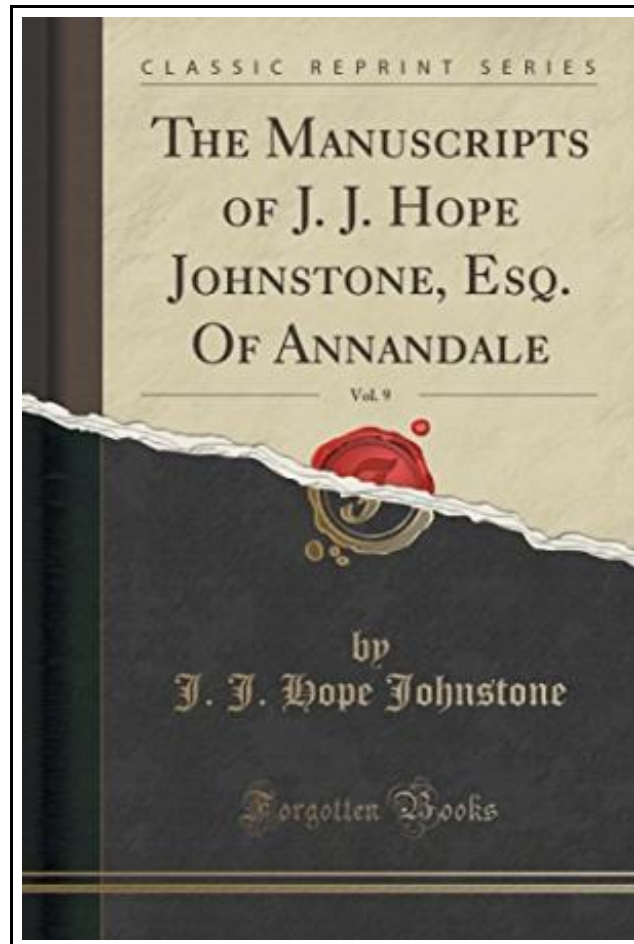 CLASSIC REPRINT SERIES
THE MANUSCRIPTS
OF J. J. HOPE
JOHNSTONE, ESQ.
OF ANNANDALE
Vol. 9
F
by
J. J. Hope Johnstone
Forgotten Books